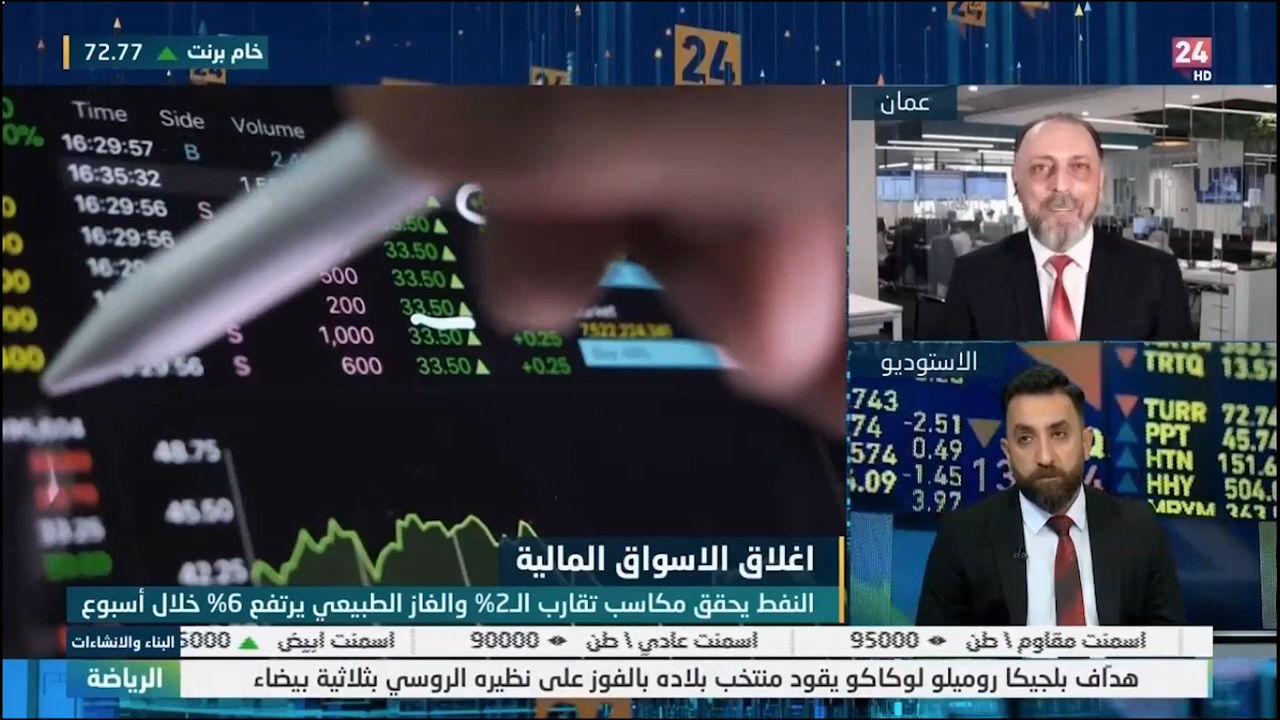 خام برنت ▲ 72.77
24
24
HD
عمان
Time Side Volume
16:29:57 B
16:35:32
16:29:56 S
16:29:56
33.50
500 33.50
200 33.50
S 1,000 33.50 +0.25
S 600 33.50 +0.25
48.75
45.50
42.25
الاستوديو
TRTQ 13.57
TURR 72.74
PPT 45.74
HTN 151.6
HHY 504.
-2.51
0.49
-1.45
3.97
اغلاق الاسواق المالية
النفط يحقق مكاسب تقارب الـ2% والغاز الطبيعي يرتفع 6% خلال أسبوع
البناء والانشاءات
اسمنت مقاوم \ طن 95000 اسمنت عادي \ طن 90000 اسمنت ابيض
الرياضة
هدّاف بلجيكا روميلو لوكاكو يقود منتخب بلاده بالفوز على نظيره الروسي بثلاثية بيضاء